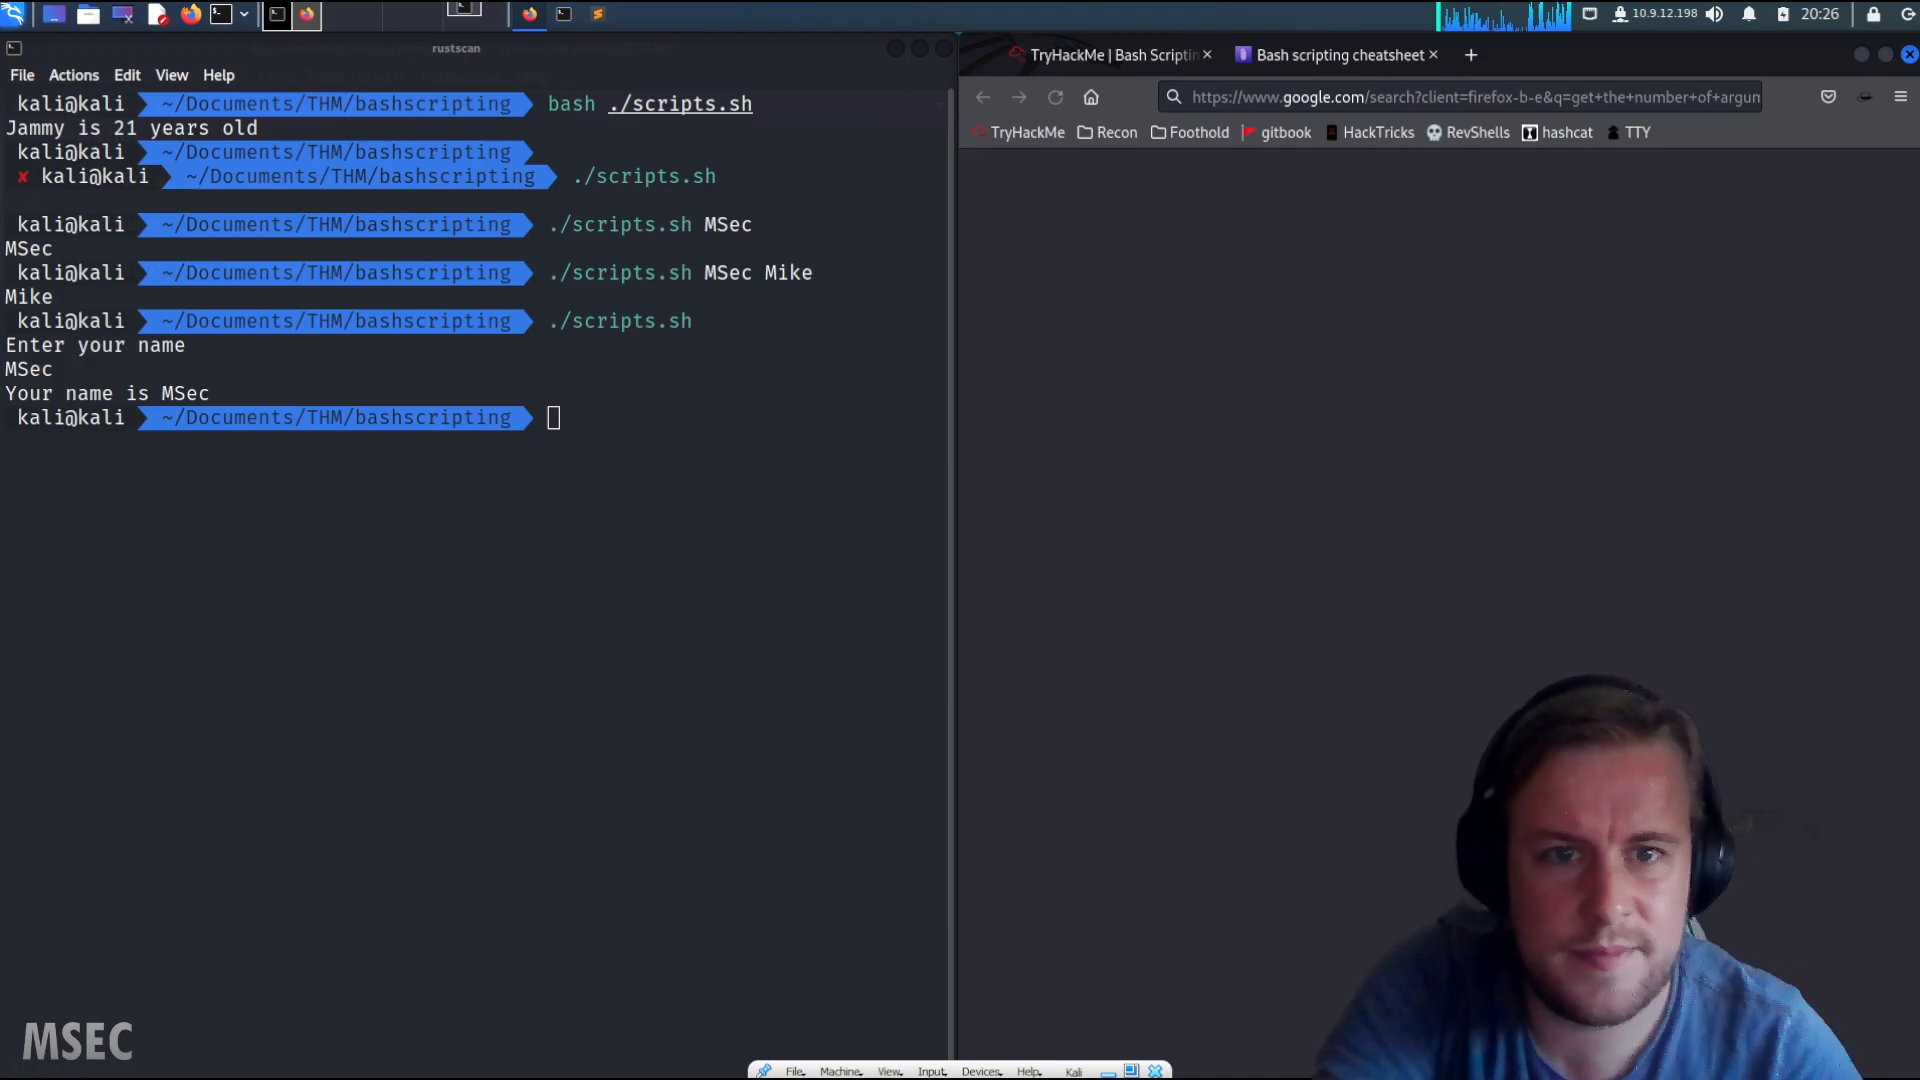 10.9.12.198
20:26
rustscan
File Actions Edit View Help
kali@kali ~/Documents/THM/bashscripting bash ./scripts.sh
Jammy is 21 years old
kali@kali ~/Documents/THM/bashscripting
✘ kali@kali ~/Documents/THM/bashscripting ./scripts.sh
kali@kali ~/Documents/THM/bashscripting ./scripts.sh MSec
MSec
kali@kali ~/Documents/THM/bashscripting ./scripts.sh MSec Mike
Mike
kali@kali ~/Documents/THM/bashscripting ./scripts.sh
Enter your name
MSec
Your name is MSec
kali@kali ~/Documents/THM/bashscripting
MSEC
TryHackMe | Bash Scriptin
Bash scripting cheatsheet
https://www.google.com/search?client=firefox-b-e&q=get+the+number+of+argun
TryHackMe Recon Foothold gitbook HackTricks RevShells hashcat TTY
File Machine View Input Devices Help Kali